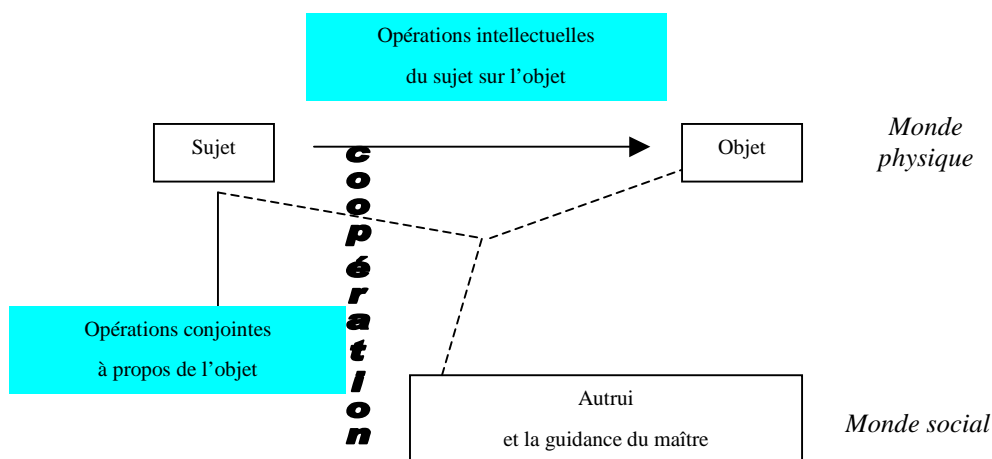 Opérations intellectuelles
du sujet sur l'objet
Sujet
Objet
Monde
physique
coopération
Opérations conjointes
à propos de l'objet
Autrui
et la guidance du maître
Monde social